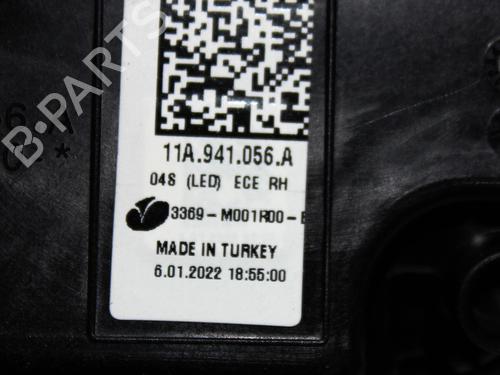 11A.941.056.A
04S (LED) ECE RH
3369-M001R00-
MADE IN TURKEY
6.01.2022 18:55:00
B-PARTS